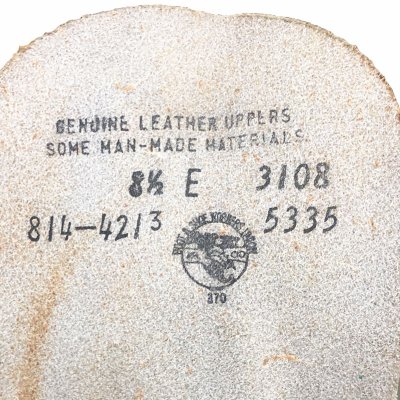 GENUINE LEATHER UPPERS
SOME MAN-MADE MATERIALS
8½ E 3108
814-4213 5335
370